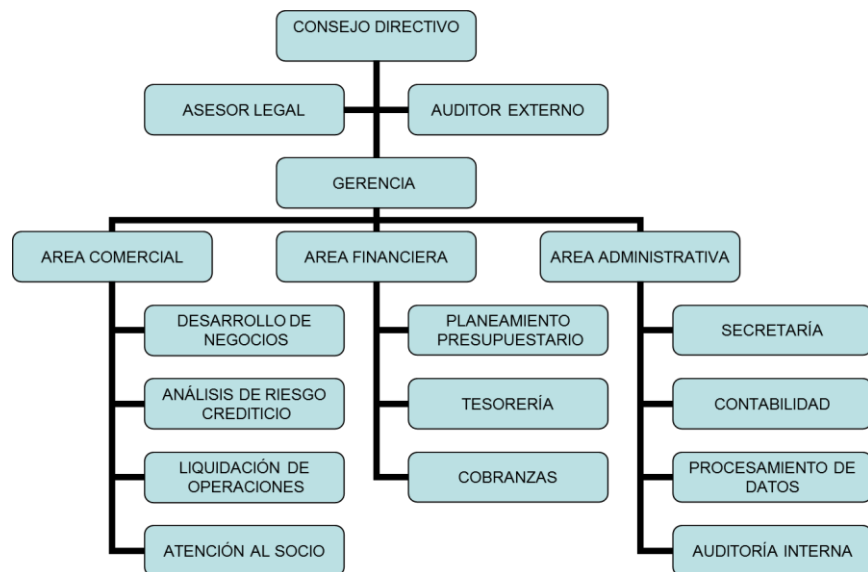 CONSEJO DIRECTIVO
ASESOR LEGAL
AUDITOR EXTERNO
GERENCIA
AREA COMERCIAL
AREA FINANCIERA
AREA ADMINISTRATIVA
DESARROLLO DE
NEGOCIOS
PLANEAMIENTO
PRESUPUESTARIO
SECRETARÍA
ANÁLISIS DE RIESGO
CREDITICIO
TESORERÍA
CONTABILIDAD
LIQUIDACIÓN DE
OPERACIONES
COBRANZAS
PROCESAMIENTO DE
DATOS
ATENCIÓN AL SOCIO
AUDITORÍA INTERNA